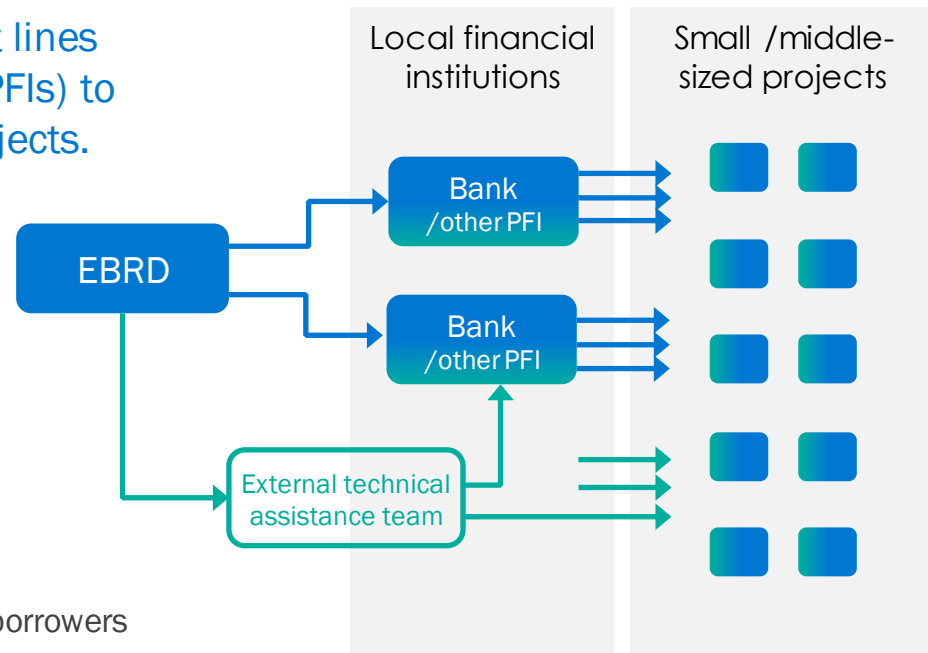 lines
PFIs) to
jects.
Local financial
institutions
Small /middle-
sized projects
EBRD
Bank
/other PFI
Bank
/other PFI
External technical
assistance team
borrowers